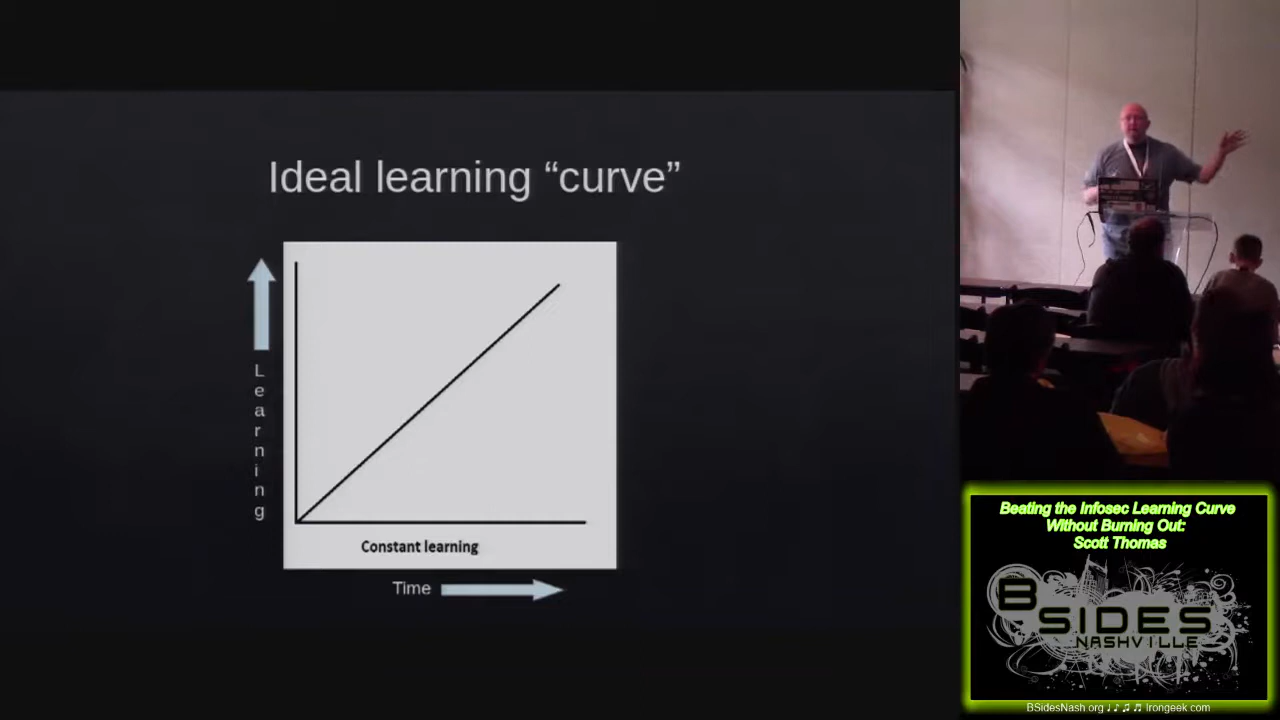 Ideal learning “curve”
Learning
Constant learning
Time
Beating the Infosec Learning Curve
Without Burning Out:
Scott Thomas
BSIDES
NASHVILLE
BSidesNash.org ♩ ♪ ♫ ♬ Irongeek.com